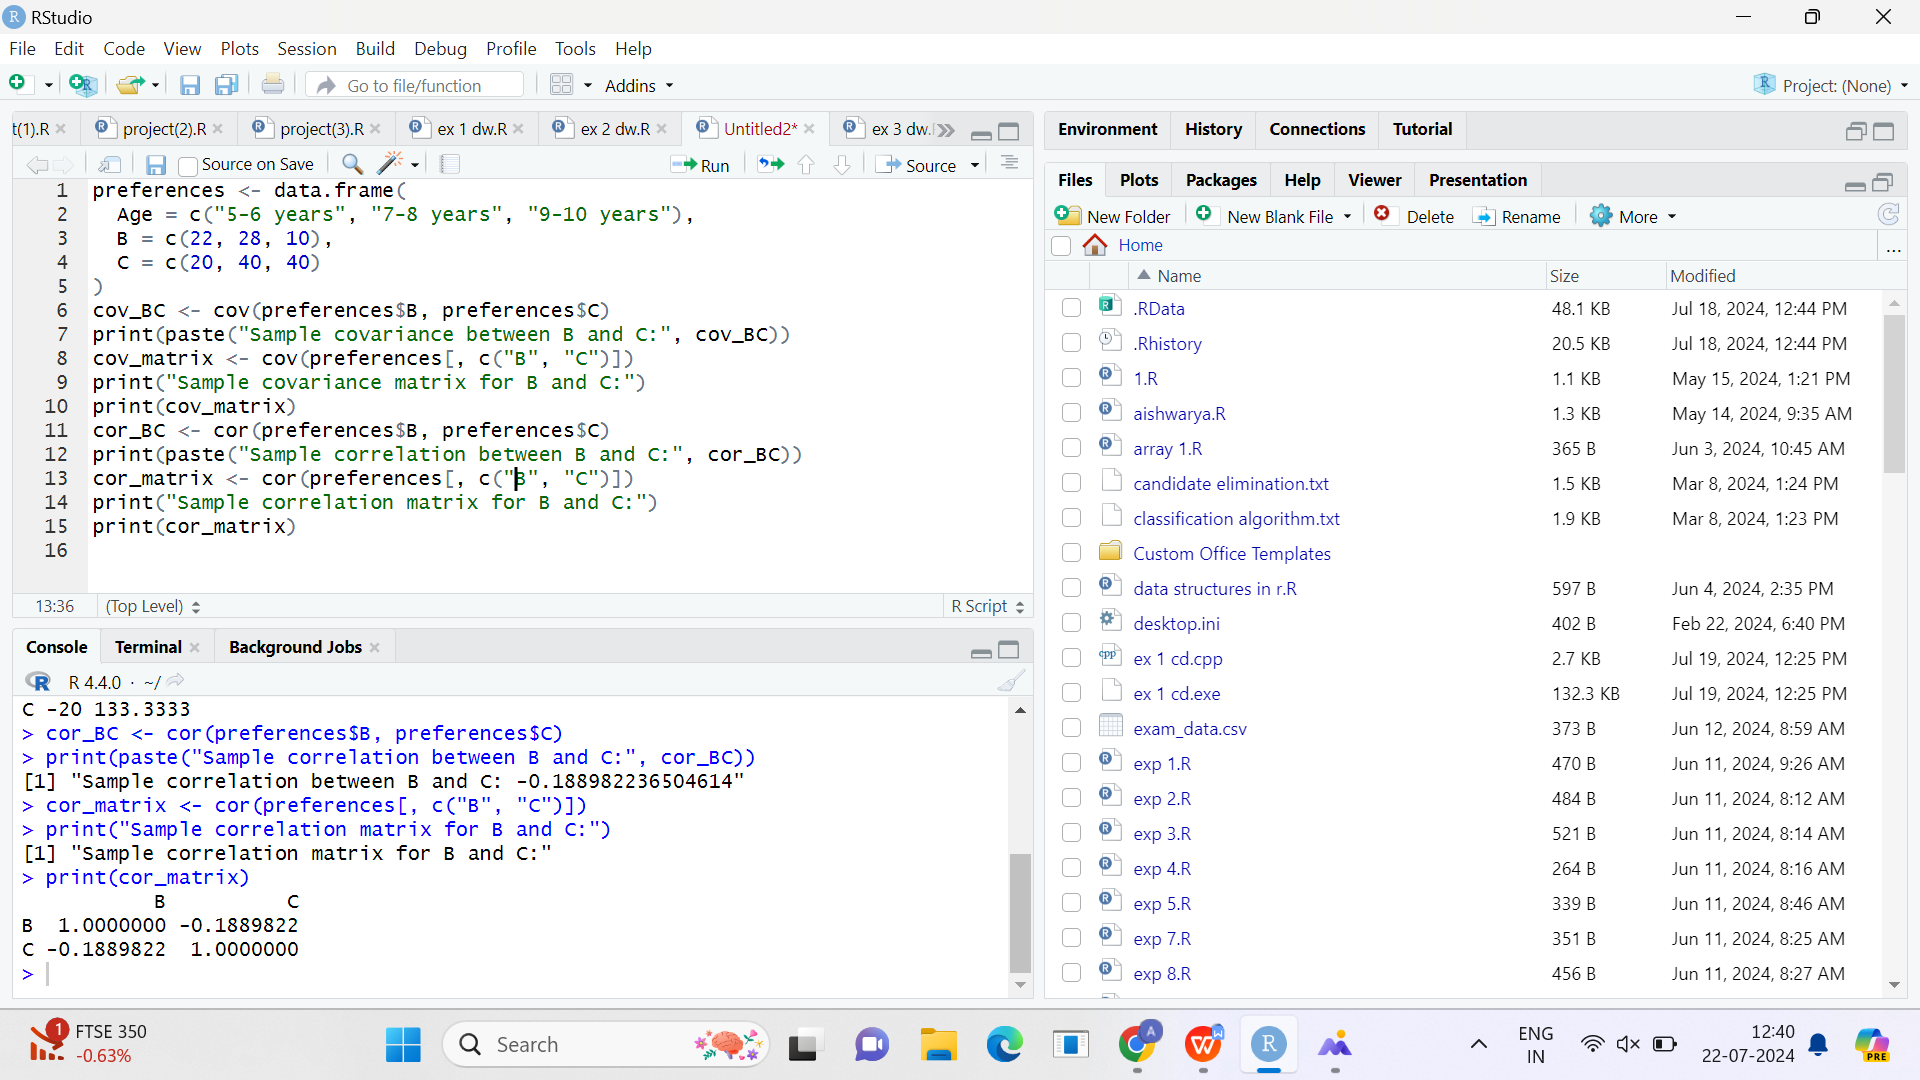 RStudio
File Edit Code View Plots Session Build Debug Profile Tools Help
Go to file/function Addins Project: (None)
t(1).R project(2).R project(3).R ex 1 dw.R ex 2 dw.R Untitled2* ex 3 dw.
Source on Save Run Source
1 preferences <- data.frame(
2 Age = c("5-6 years", "7-8 years", "9-10 years"),
3 B = c(22, 28, 10),
4 C = c(20, 40, 40)
5 )
6 cov_BC <- cov(preferences$B, preferences$C)
7 print(paste("Sample covariance between B and C:", cov_BC))
8 cov_matrix <- cov(preferences[, c("B", "C")])
9 print("Sample covariance matrix for B and C:")
10 print(cov_matrix)
11 cor_BC <- cor(preferences$B, preferences$C)
12 print(paste("Sample correlation between B and C:", cor_BC))
13 cor_matrix <- cor(preferences[, c("B", "C")])
14 print("Sample correlation matrix for B and C:")
15 print(cor_matrix)
16
13:36 (Top Level) R Script
Console Terminal Background Jobs
R 4.4.0 · ~/
C -20 133.3333
> cor_BC <- cor(preferences$B, preferences$C)
> print(paste("Sample correlation between B and C:", cor_BC))
[1] "Sample correlation between B and C: -0.188982236504614"
> cor_matrix <- cor(preferences[, c("B", "C")])
> print("Sample correlation matrix for B and C:")
[1] "Sample correlation matrix for B and C:"
> print(cor_matrix)
B C
B 1.0000000 -0.1889822
C -0.1889822 1.0000000
>
Environment History Connections Tutorial
Files Plots Packages Help Viewer Presentation
New Folder New Blank File Delete Rename More
Home ...
Name Size Modified
.RData 48.1 KB Jul 18, 2024, 12:44 PM
.Rhistory 20.5 KB Jul 18, 2024, 12:44 PM
1.R 1.1 KB May 15, 2024, 1:21 PM
aishwarya.R 1.3 KB May 14, 2024, 9:35 AM
array 1.R 365 B Jun 3, 2024, 10:45 AM
candidate elimination.txt 1.5 KB Mar 8, 2024, 1:24 PM
classification algorithm.txt 1.9 KB Mar 8, 2024, 1:23 PM
Custom Office Templates
data structures in r.R 597 B Jun 4, 2024, 2:35 PM
desktop.ini 402 B Feb 22, 2024, 6:40 PM
ex 1 cd.cpp 2.7 KB Jul 19, 2024, 12:25 PM
ex 1 cd.exe 132.3 KB Jul 19, 2024, 12:25 PM
exam_data.csv 373 B Jun 12, 2024, 8:59 AM
exp 1.R 470 B Jun 11, 2024, 9:26 AM
exp 2.R 484 B Jun 11, 2024, 8:12 AM
exp 3.R 521 B Jun 11, 2024, 8:14 AM
exp 4.R 264 B Jun 11, 2024, 8:16 AM
exp 5.R 339 B Jun 11, 2024, 8:46 AM
exp 7.R 351 B Jun 11, 2024, 8:25 AM
exp 8.R 456 B Jun 11, 2024, 8:27 AM
1 FTSE 350
-0.63%
Search
ENG
IN
12:40
22-07-2024
PRE